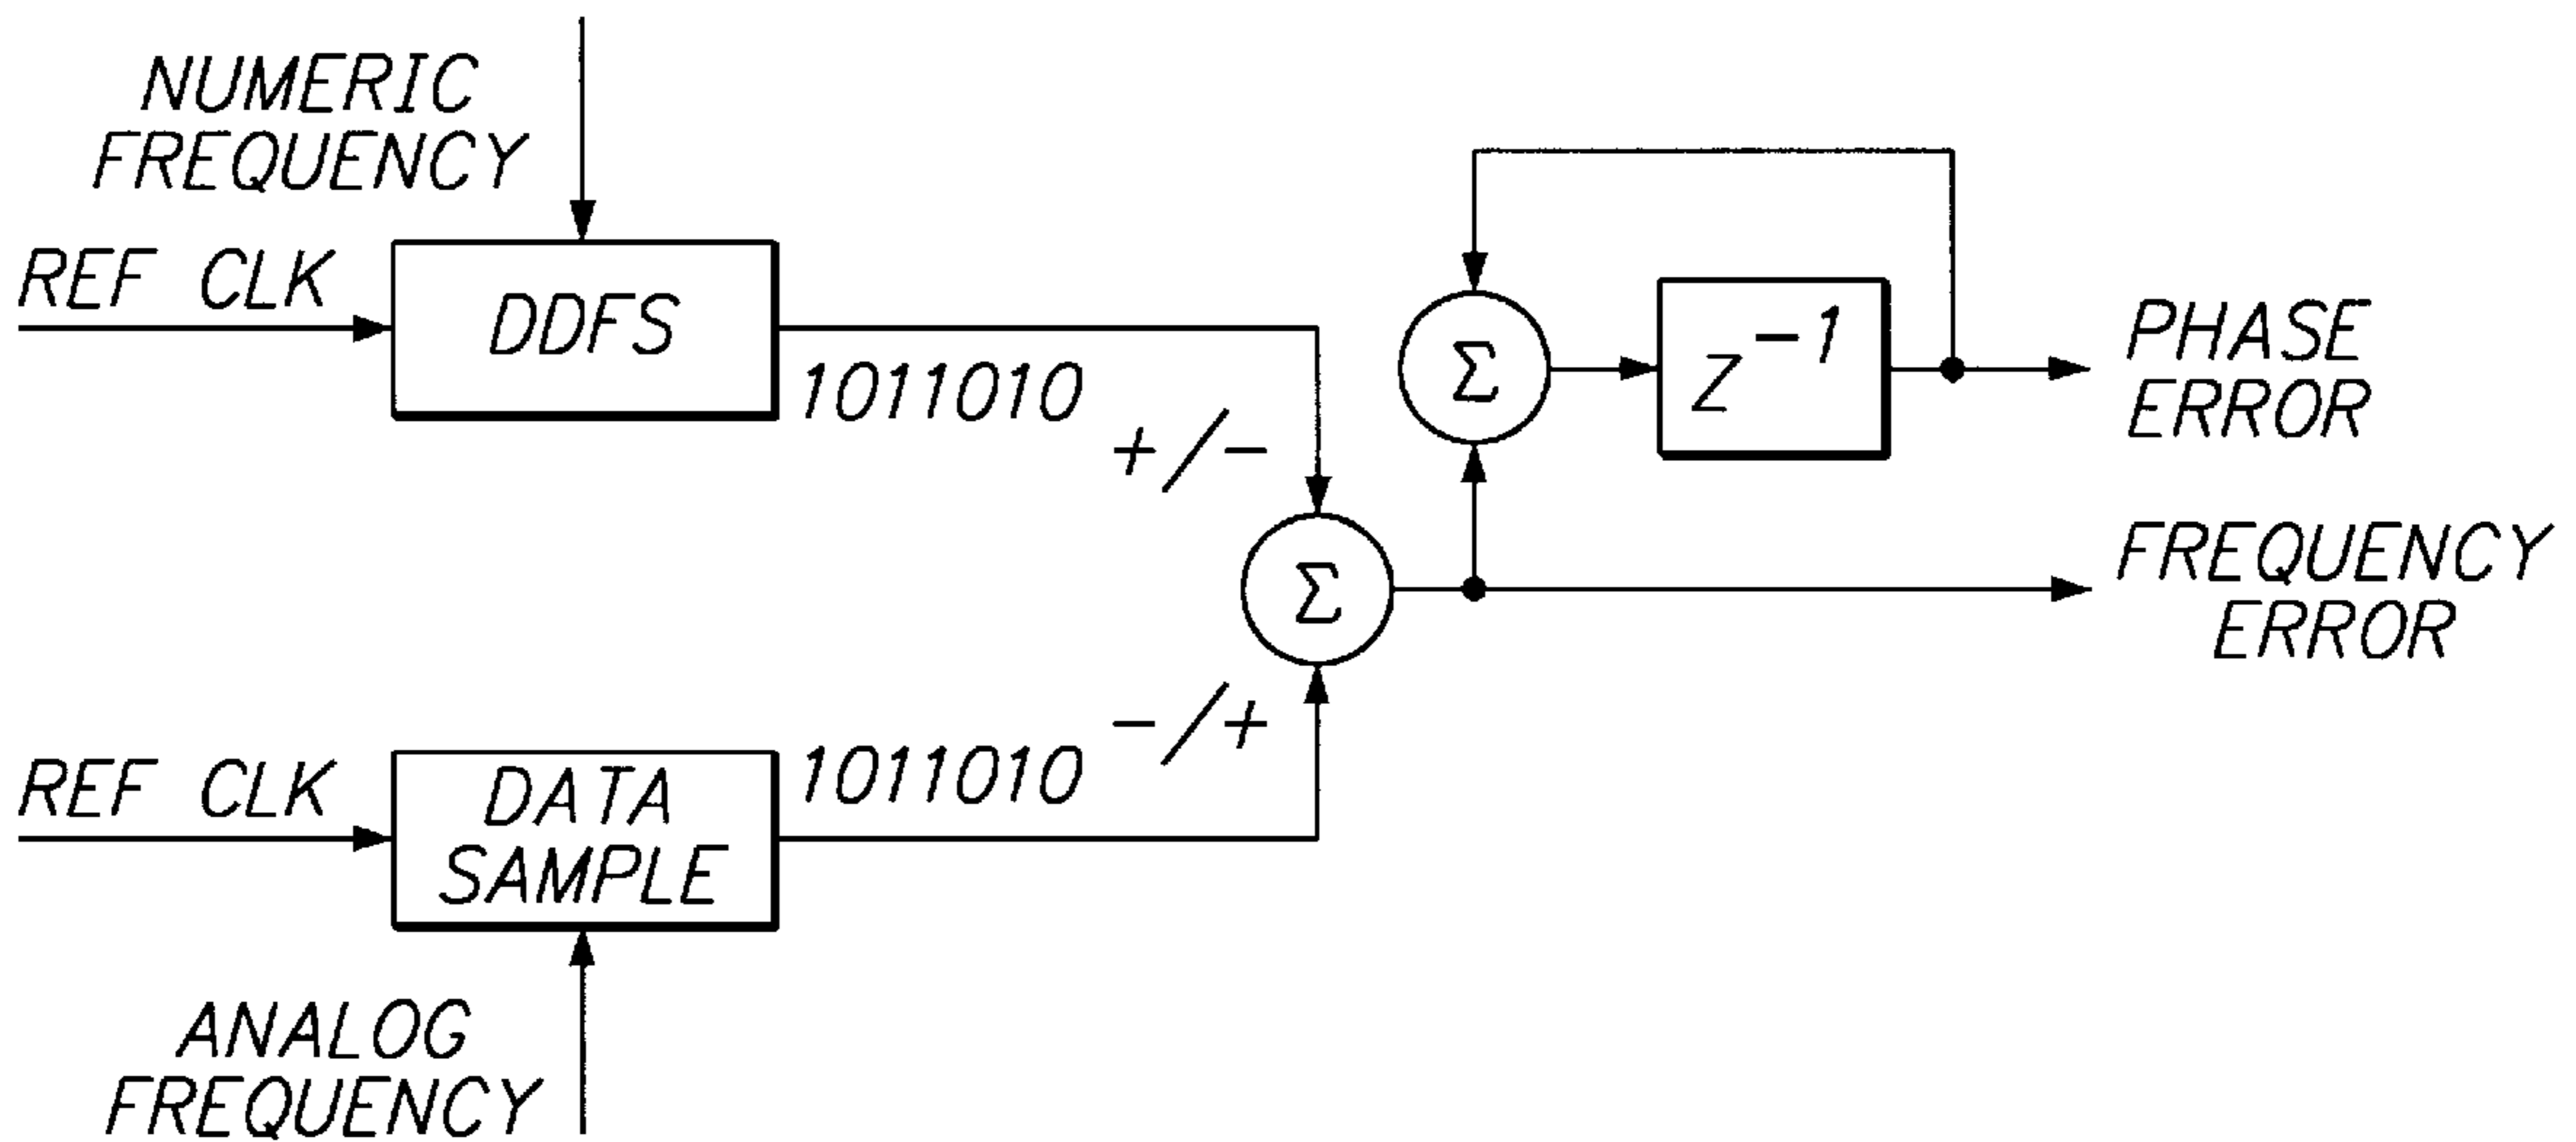 NUMERIC
FREQUENCY
REF CLK
DDFS
1011010
+/-
Σ
Z⁻¹
PHASE
ERROR
Σ
FREQUENCY
ERROR
REF CLK
DATA
SAMPLE
1011010
-/+
ANALOG
FREQUENCY